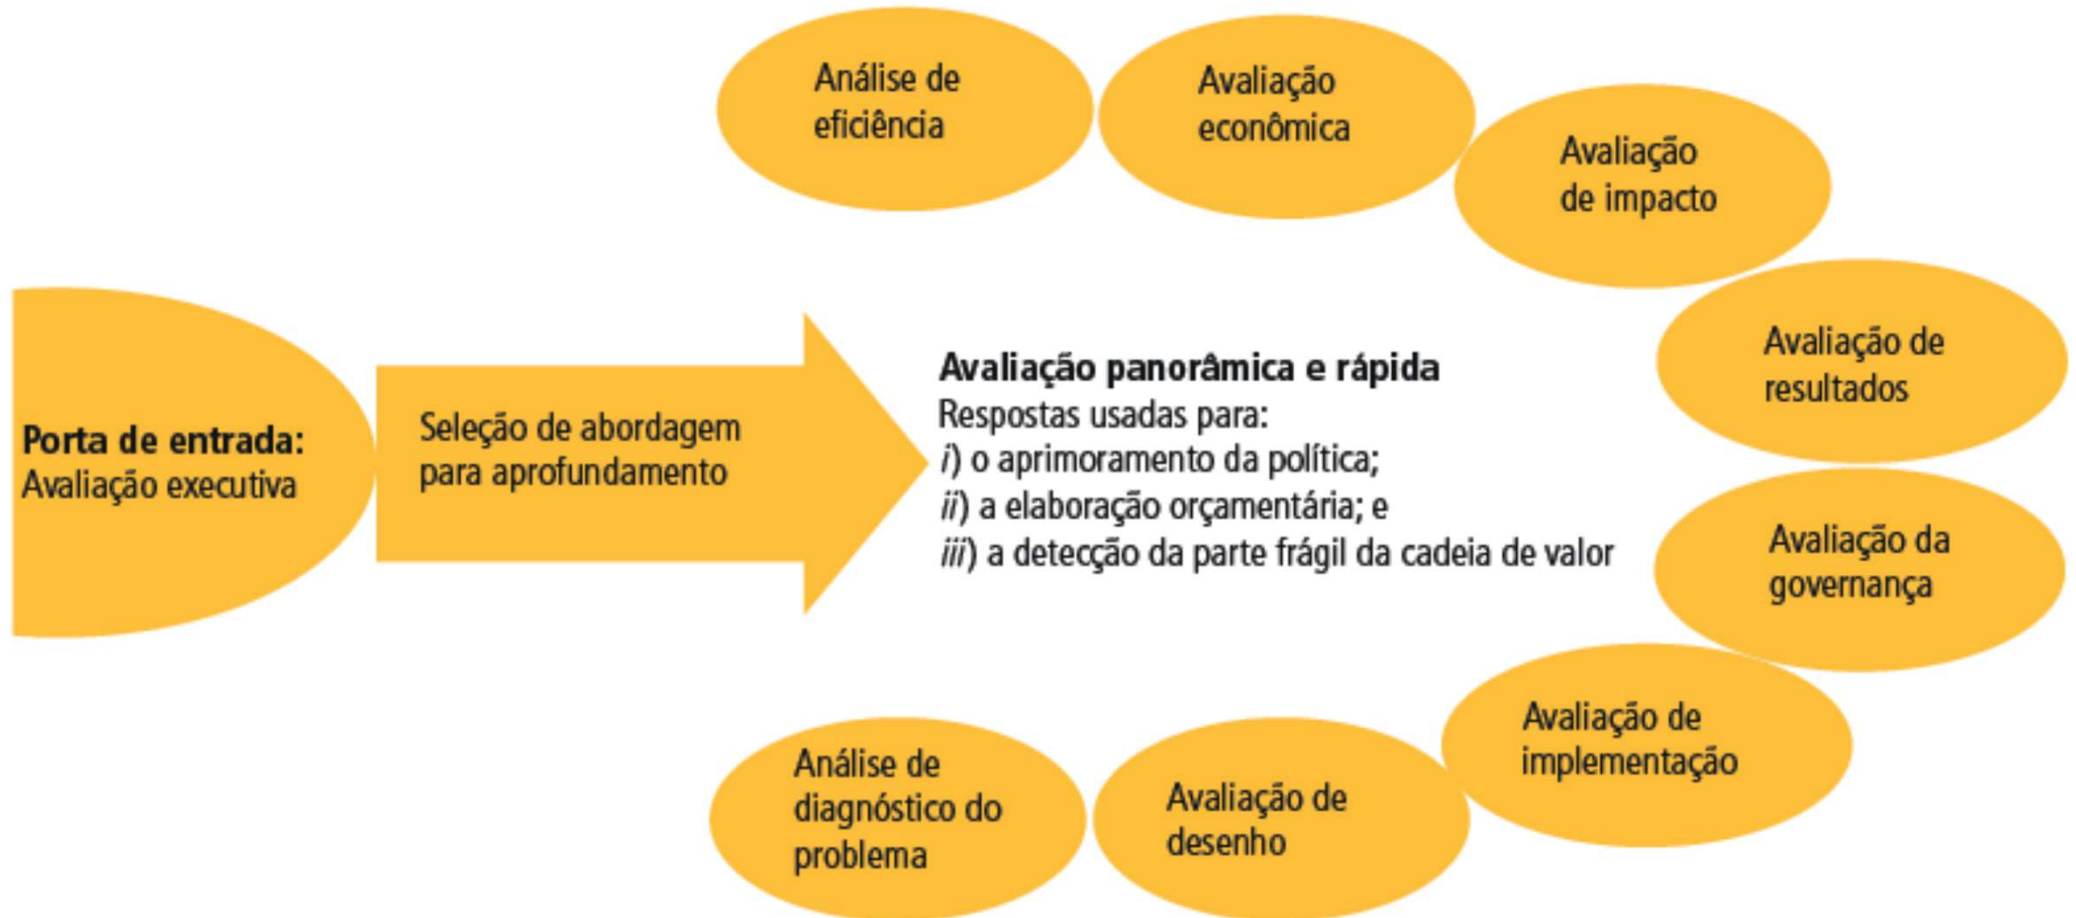 Porta de entrada:
Avaliação executiva
Seleção de abordagem
para aprofundamento
Avaliação panorâmica e rápida
Respostas usadas para:
i) o aprimoramento da política;
ii) a elaboração orçamentária; e
iii) a detecção da parte frágil da cadeia de valor
Análise de
eficiência
Avaliação
econômica
Avaliação
de impacto
Avaliação de
resultados
Avaliação da
governança
Avaliação de
implementação
Avaliação de
desenho
Análise de
diagnóstico do
problema